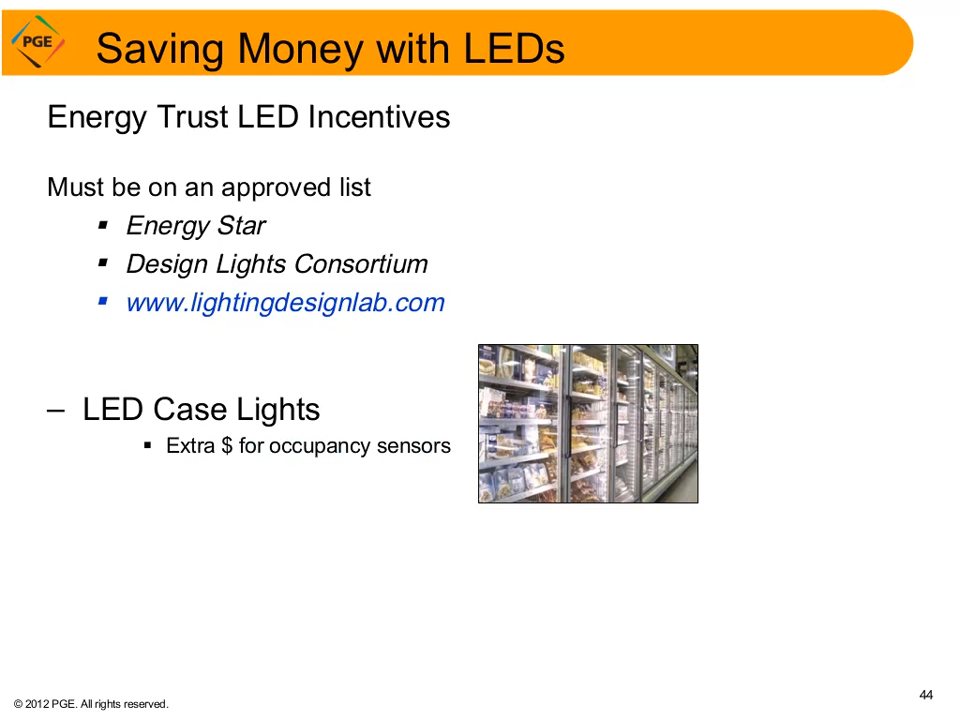 PGE
Saving Money with LEDs
Energy Trust LED Incentives
Must be on an approved list
▪ Energy Star
▪ Design Lights Consortium
▪ www.lightingdesignlab.com
– LED Case Lights
▪ Extra $ for occupancy sensors
© 2012 PGE. All rights reserved.
44